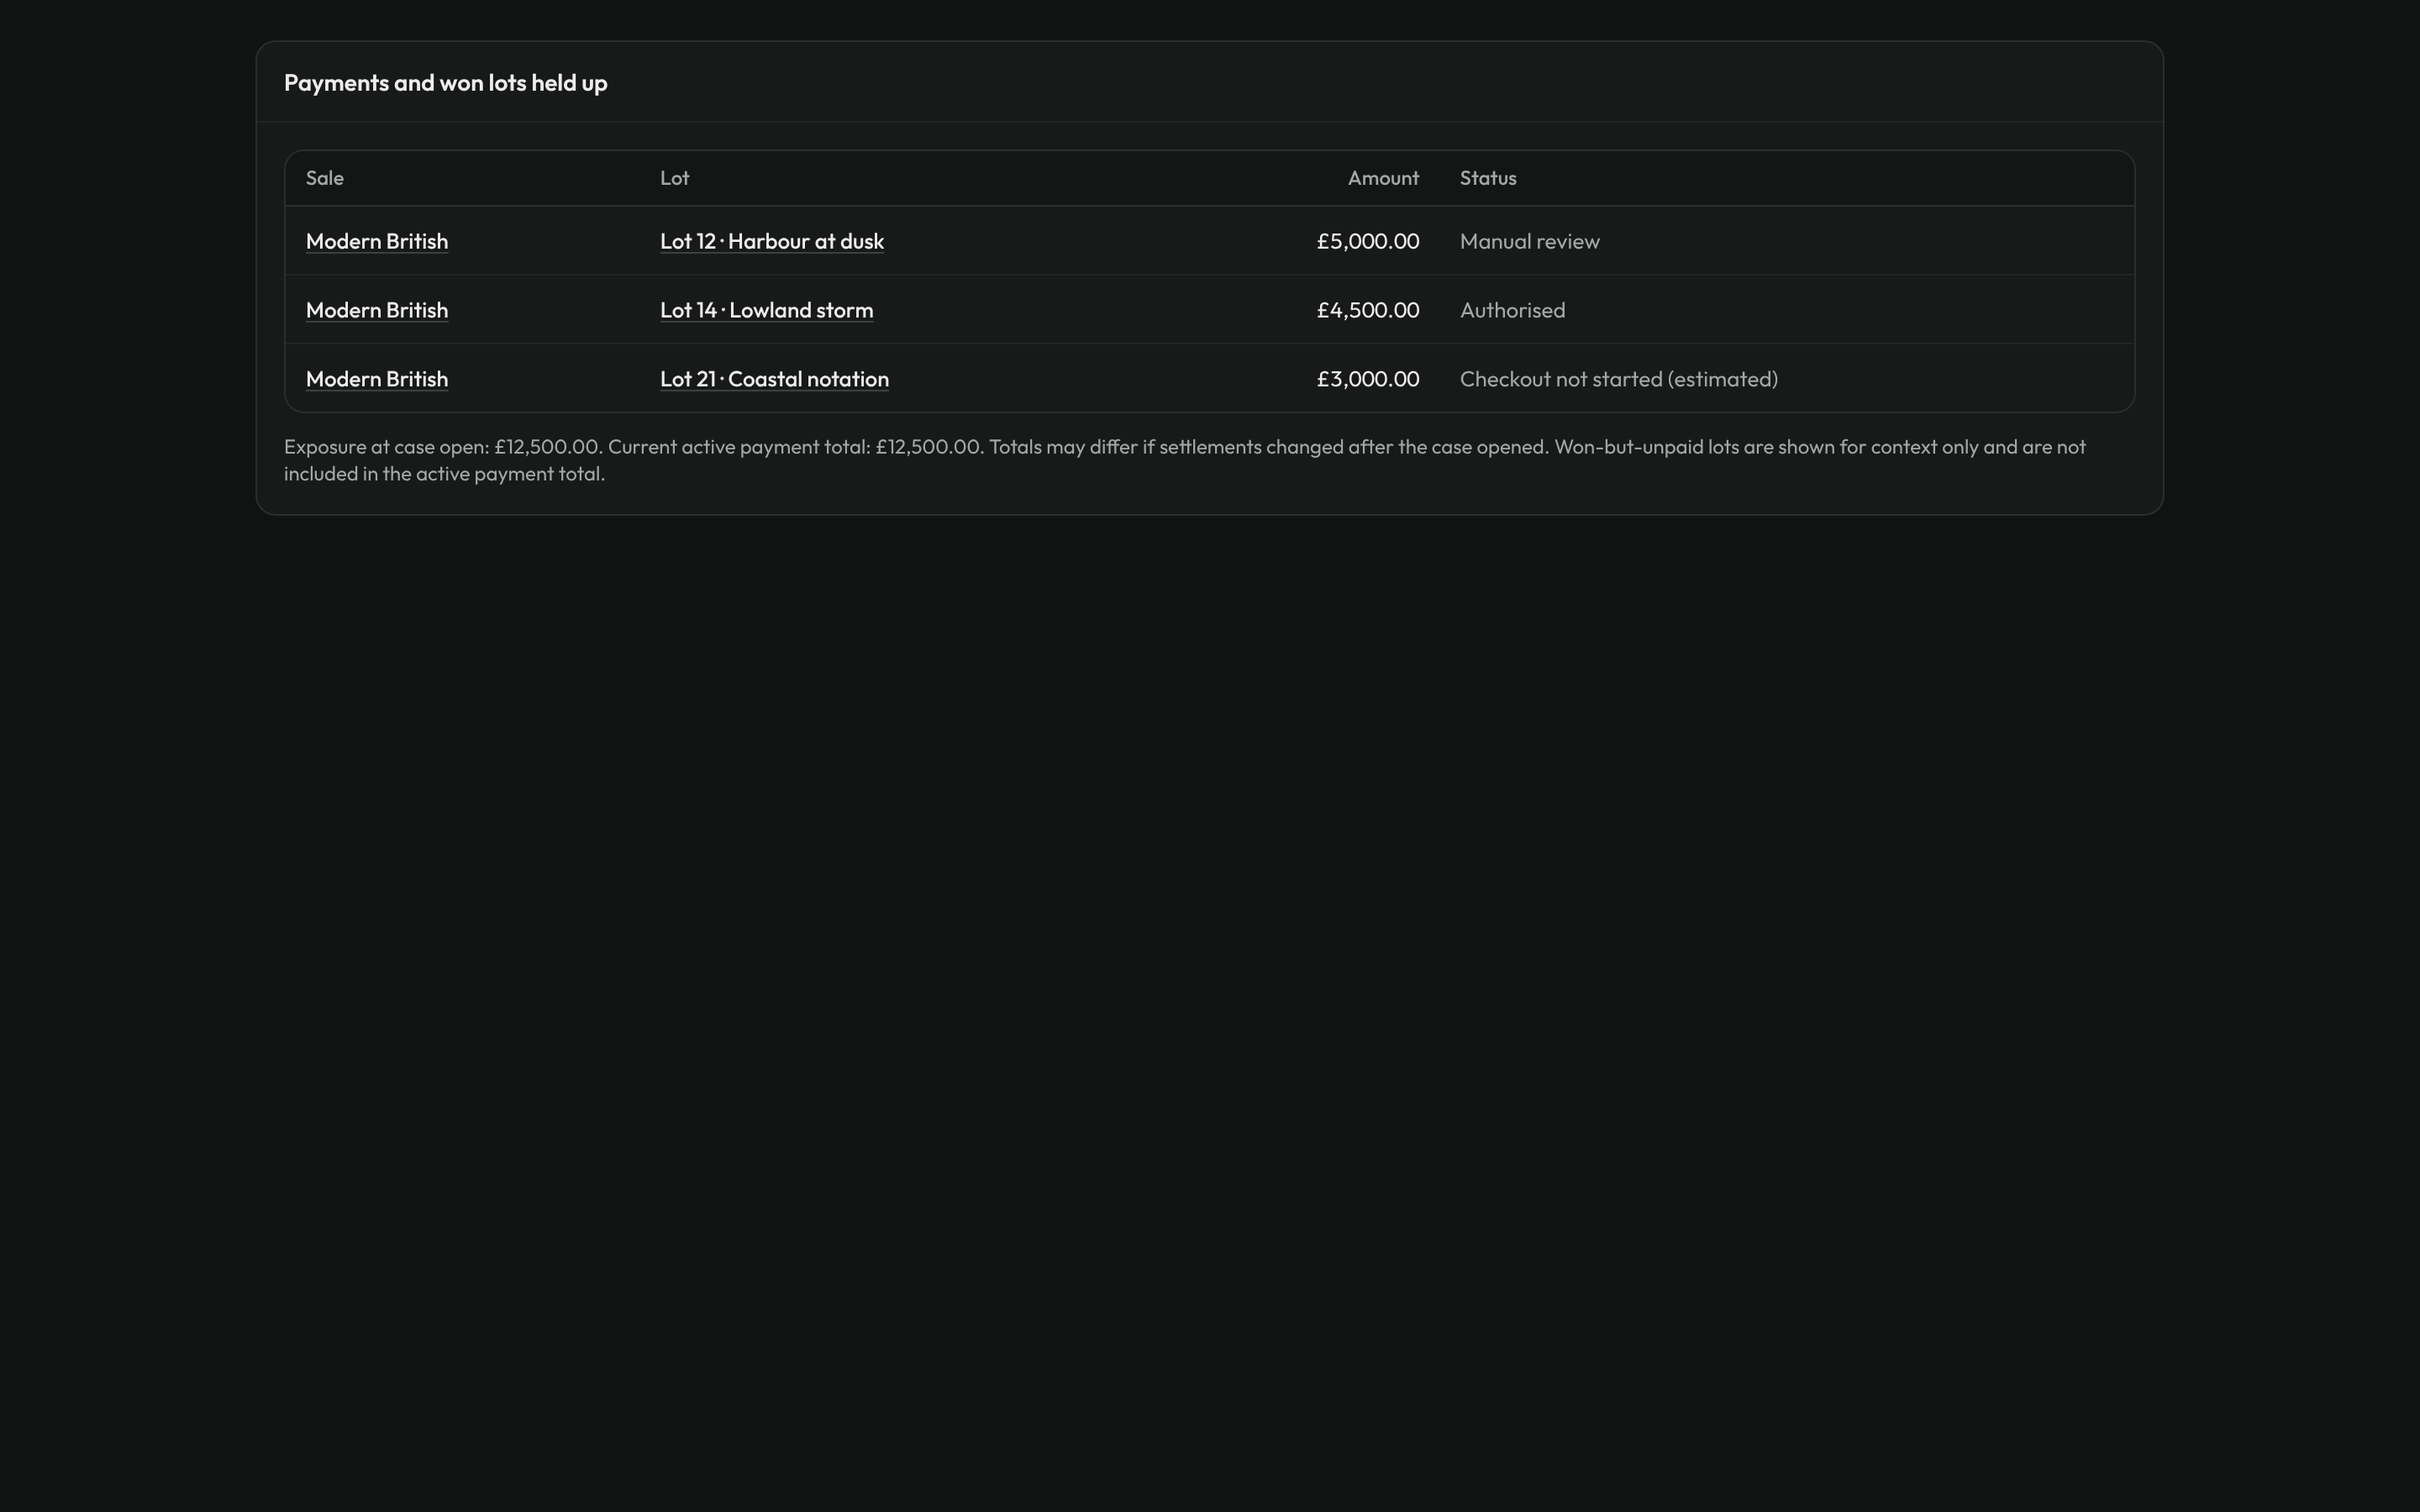 Payments and won lots held up
Sale Lot Amount Status
Modern British Lot 12 · Harbour at dusk £5,000.00 Manual review
Modern British Lot 14 · Lowland storm £4,500.00 Authorised
Modern British Lot 21 · Coastal notation £3,000.00 Checkout not started (estimated)
Exposure at case open: £12,500.00. Current active payment total: £12,500.00. Totals may differ if settlements changed after the case opened. Won-but-unpaid lots are shown for context only and are not
included in the active payment total.